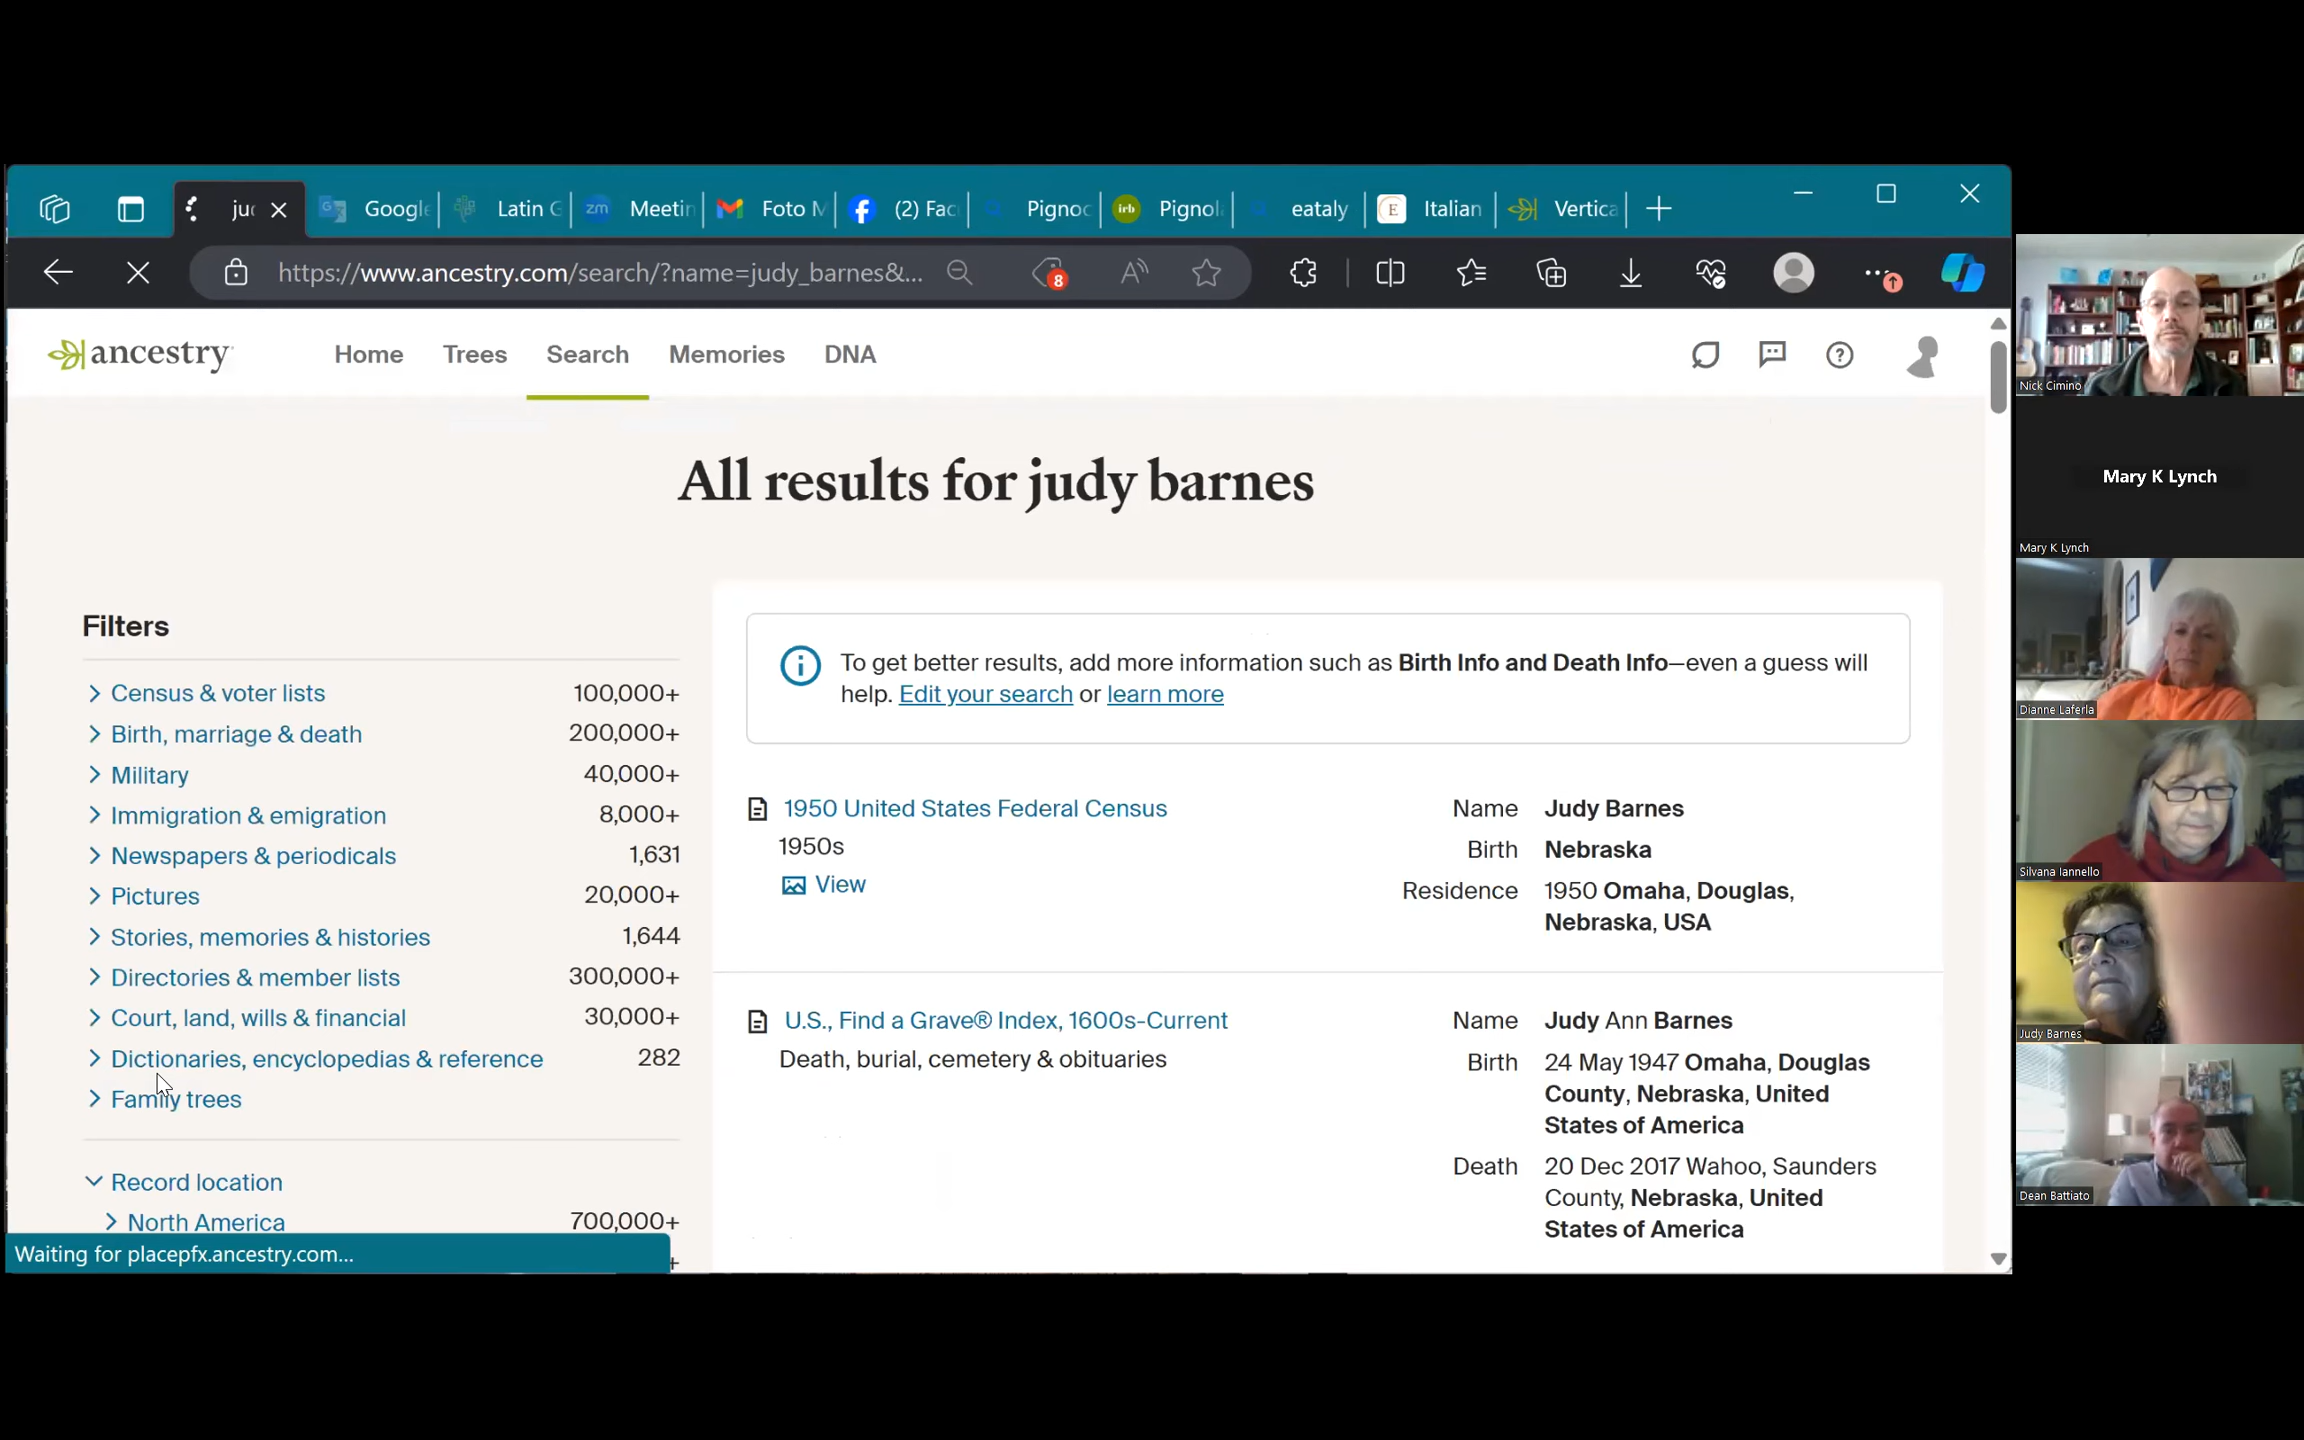 juc
Google
Latin G
zm
Meetin
Foto M
(2) Fac
Pignoc
irb
Pignol
eataly
E
Italian
Vertica
https://www.ancestry.com/search/?name=judy_barnes&...
8
ancestry
Home
Trees
Search
Memories
DNA
All results for judy barnes
Filters
Census & voter lists 100,000+
Birth, marriage & death 200,000+
Military 40,000+
Immigration & emigration 8,000+
Newspapers & periodicals 1,631
Pictures 20,000+
Stories, memories & histories 1,644
Directories & member lists 300,000+
Court, land, wills & financial 30,000+
Dictionaries, encyclopedias & reference 282
Family trees
Record location
North America 700,000+
Waiting for placepfx.ancestry.com...
To get better results, add more information such as Birth Info and Death Info—even a guess will
help. Edit your search or learn more
1950 United States Federal Census
1950s
View
Name Judy Barnes
Birth Nebraska
Residence 1950 Omaha, Douglas,
Nebraska, USA
U.S., Find a Grave® Index, 1600s-Current
Death, burial, cemetery & obituaries
Name Judy Ann Barnes
Birth 24 May 1947 Omaha, Douglas
County, Nebraska, United
States of America
Death 20 Dec 2017 Wahoo, Saunders
County, Nebraska, United
States of America
Nick Cimino
Mary K Lynch
Mary K Lynch
Dianne Laferla
Silvana Iannello
Judy Barnes
Dean Battiato